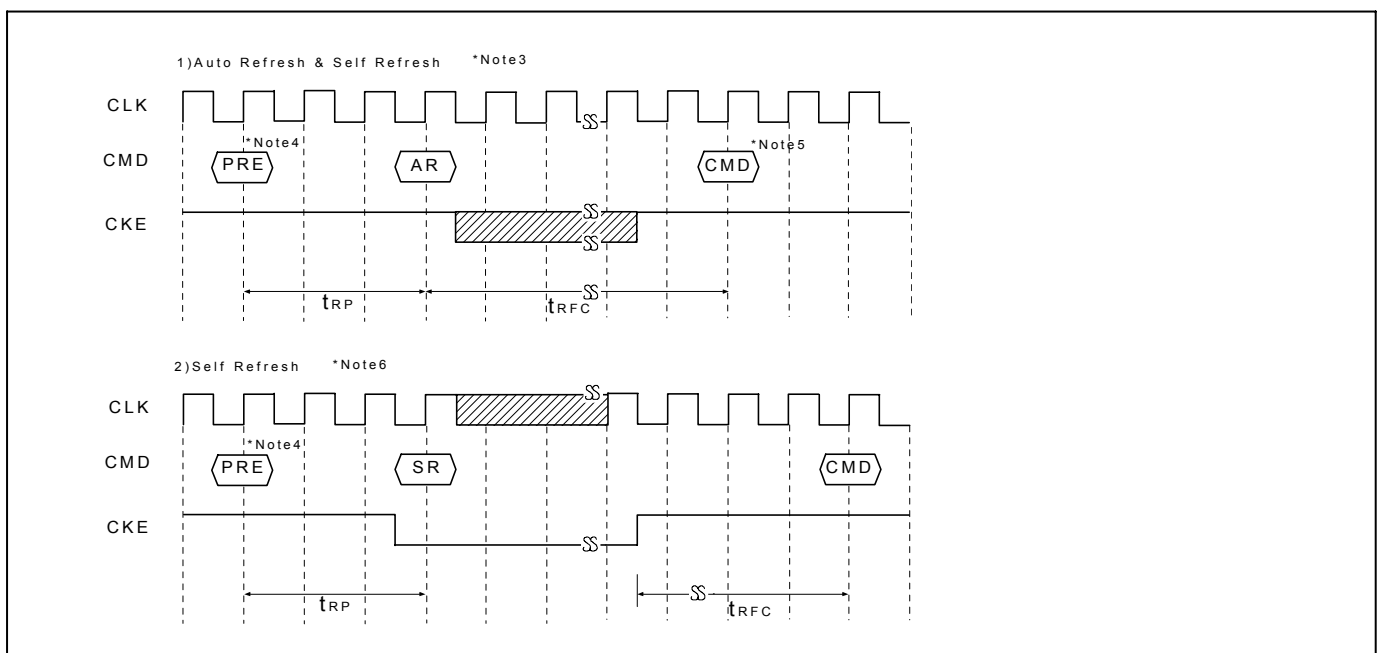 1)Auto Refresh & Self Refresh *Note3
CLK
*Note4
*Note5
CMD PRE AR CMD
CKE
tRP tRFC
2)Self Refresh *Note6
CLK
*Note4
CMD PRE SR CMD
CKE
tRP tRFC